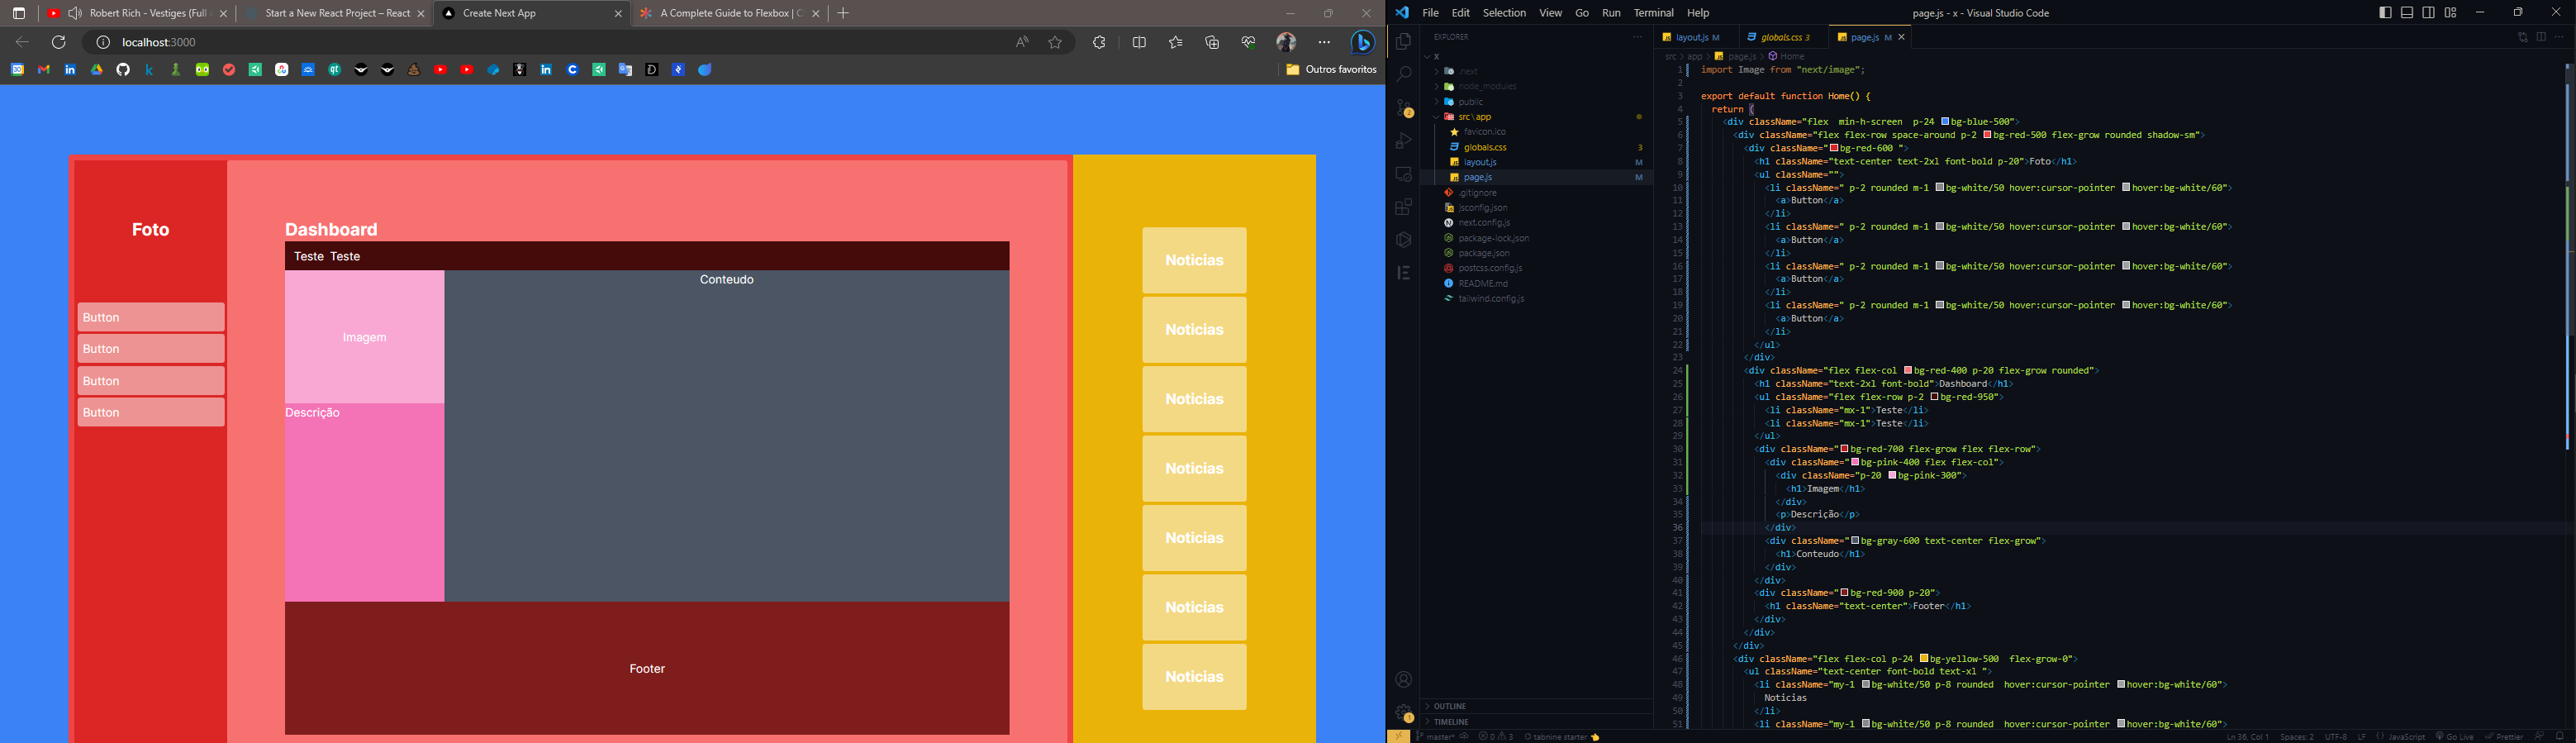 Robert Rich - Vestiges (Full
Start a New React Project – React
Create Next App
A Complete Guide to Flexbox | C
localhost:3000
Outros favoritos
Foto
Button
Button
Button
Button
Dashboard
Teste Teste
Imagem
Descrição
Conteudo
Footer
Noticias
Noticias
Noticias
Noticias
Noticias
Noticias
Noticias
File Edit Selection View Go Run Terminal Help
page.js - x - Visual Studio Code
EXPLORER
X
.next
node_modules
public
src\app
favicon.ico
globals.css 3
layout.js M
page.js M
.gitignore
jsconfig.json
next.config.js
package-lock.json
package.json
postcss.config.js
README.md
tailwind.config.js
OUTLINE
TIMELINE
layout.js M
globals.css 3
page.js M
src > app > page.js > Home
1 import Image from "next/image";
2
3 export default function Home() {
4 return (
5 <div className="flex  min-h-screen  p-24 bg-blue-500">
6 <div className="flex flex-row space-around p-2 bg-red-500 flex-grow rounded shadow-sm">
7 <div className="bg-red-600 ">
8 <h1 className="text-center text-2xl font-bold p-20">Foto</h1>
9 <ul className="">
10 <li className=" p-2 rounded m-1 bg-white/50 hover:cursor-pointer hover:bg-white/60">
11 <a>Button</a>
12 </li>
13 <li className=" p-2 rounded m-1 bg-white/50 hover:cursor-pointer hover:bg-white/60">
14 <a>Button</a>
15 </li>
16 <li className=" p-2 rounded m-1 bg-white/50 hover:cursor-pointer hover:bg-white/60">
17 <a>Button</a>
18 </li>
19 <li className=" p-2 rounded m-1 bg-white/50 hover:cursor-pointer hover:bg-white/60">
20 <a>Button</a>
21 </li>
22 </ul>
23 </div>
24 <div className="flex flex-col bg-red-400 p-20 flex-grow rounded">
25 <h1 className="text-2xl font-bold">Dashboard</h1>
26 <ul className="flex flex-row p-2 bg-red-950">
27 <li className="mx-1">Teste</li>
28 <li className="mx-1">Teste</li>
29 </ul>
30 <div className="bg-red-700 flex-grow flex flex-row">
31 <div className="bg-pink-400 flex flex-col">
32 <div className="p-20 bg-pink-300">
33 <h1>Imagem</h1>
34 </div>
35 <p>Descrição</p>
36 </div>
37 <div className="bg-gray-600 text-center flex-grow">
38 <h1>Conteudo</h1>
39 </div>
40 </div>
41 <div className="bg-red-900 p-20">
42 <h1 className="text-center">Footer</h1>
43 </div>
44 </div>
45 </div>
46 <div className="flex flex-col p-24 bg-yellow-500  flex-grow-0">
47 <ul className="text-center font-bold text-xl ">
48 <li className="my-1 bg-white/50 p-8 rounded  hover:cursor-pointer hover:bg-white/60">
49 Noticias
50 </li>
51 <li className="my-1 bg-white/50 p-8 rounded  hover:cursor-pointer hover:bg-white/60">
master* 0 3 tabnine starter
Ln 36, Col 1 Spaces: 2 UTF-8 LF JavaScript Go Live Prettier